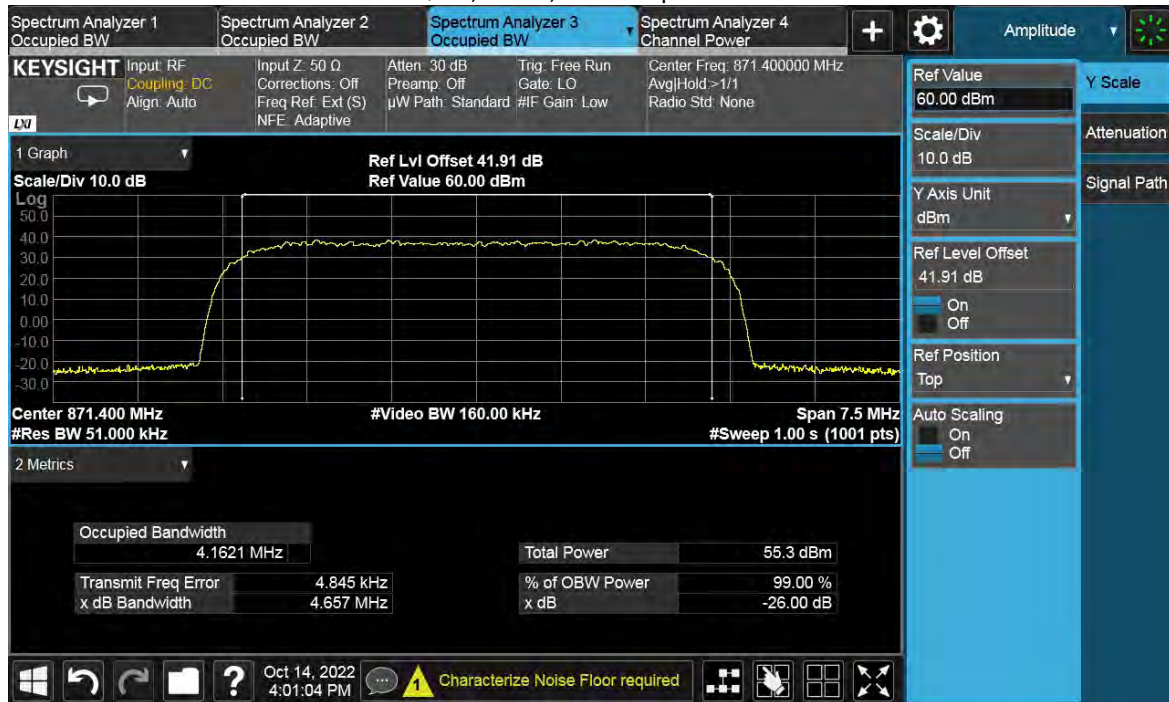 Spectrum Analyzer 1
Occupied BW
Spectrum Analyzer 2
Occupied BW
Spectrum Analyzer 3
Occupied BW
Spectrum Analyzer 4
Channel Power
+
Amplitude
KEYSIGHT
LXI
Input: RF
Coupling: DC
Align: Auto
Input Z: 50 Ω
Corrections: Off
Freq Ref: Ext (S)
NFE: Adaptive
Atten: 30 dB
Preamp: Off
µW Path: Standard
Trig: Free Run
Gate: LO
#IF Gain: Low
Center Freq: 871.400000 MHz
Avg|Hold:>1/1
Radio Std: None
1 Graph
Scale/Div 10.0 dB
Ref Lvl Offset 41.91 dB
Ref Value 60.00 dBm
Log
50.0
40.0
30.0
20.0
10.0
0.00
-10.0
-20.0
-30.0
Center 871.400 MHz
#Res BW 51.000 kHz
#Video BW 160.00 kHz
Span 7.5 MHz
#Sweep 1.00 s (1001 pts)
2 Metrics
Occupied Bandwidth
4.1621 MHz
Total Power 55.3 dBm
Transmit Freq Error 4.845 kHz
% of OBW Power 99.00 %
x dB Bandwidth 4.657 MHz
x dB -26.00 dB
Ref Value
60.00 dBm
Scale/Div
10.0 dB
Y Axis Unit
dBm
Ref Level Offset
41.91 dB
On
Off
Ref Position
Top
Auto Scaling
On
Off
Y Scale
Attenuation
Signal Path
?
Oct 14, 2022
4:01:04 PM
1
Characterize Noise Floor required